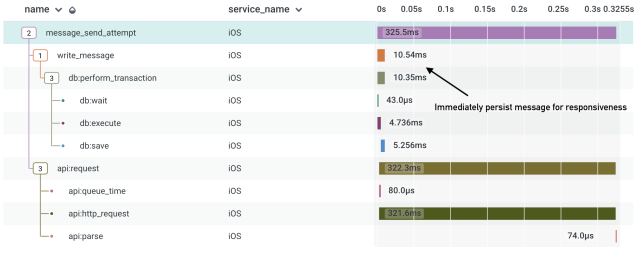 name service_name 0s 0.05s 0.1s 0.15s 0.2s 0.25s 0.3s 0.3255s
2 message_send_attempt iOS 325.5ms
1 write_message iOS 10.54ms
3 db:perform_transaction iOS 10.35ms
db:wait iOS 43.0μs
Immediately persist message for responsiveness
db:execute iOS 4.736ms
db:save iOS 5.256ms
3 api:request iOS 322.3ms
api:queue_time iOS 80.0μs
api:http_request iOS 321.6ms
api:parse iOS 74.0μs